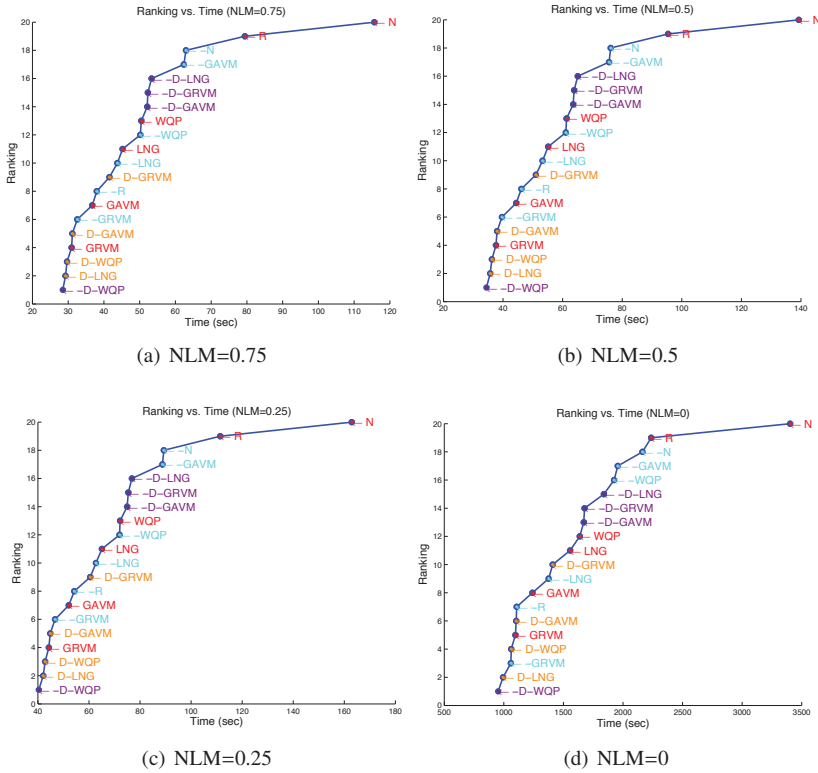 Ranking vs. Time (NLM=0.75)
20
18
16
14
12
10
8
6
4
2
0
Ranking
N
R
–N
–GAVM
–D–LNG
–D–GRVM
–D–GAVM
WQP
–WQP
LNG
–LNG
D–GRVM
–R
GAVM
–GRVM
D–GAVM
GRVM
D–WQP
D–LNG
–D–WQP
20 30 40 50 60 70 80 90 100 110 120
Time (sec)
(a) NLM=0.75
Ranking vs. Time (NLM=0.5)
20
18
16
14
12
10
8
6
4
2
0
Ranking
N
R
–N
–GAVM
–D–LNG
–D–GRVM
–D–GAVM
WQP
–WQP
LNG
–LNG
D–GRVM
–R
GAVM
–GRVM
D–GAVM
GRVM
D–WQP
D–LNG
–D–WQP
20 40 60 80 100 120 140
Time (sec)
(b) NLM=0.5
Ranking vs. Time (NLM=0.25)
20
18
16
14
12
10
8
6
4
2
0
Ranking
N
R
–N
–GAVM
–D–LNG
–D–GRVM
–D–GAVM
WQP
–WQP
LNG
–LNG
D–GRVM
–R
GAVM
–GRVM
D–GAVM
GRVM
D–WQP
D–LNG
–D–WQP
40 60 80 100 120 140 160 180
Time (sec)
(c) NLM=0.25
Ranking vs. Time (NLM=0)
20
18
16
14
12
10
8
6
4
2
0
Ranking
N
R
–N
–GAVM
–WQP
–D–LNG
–D–GRVM
–D–GAVM
WQP
LNG
D–GRVM
–LNG
GAVM
–R
D–GAVM
GRVM
D–WQP
–GRVM
D–LNG
–D–WQP
500 1000 1500 2000 2500 3000 3500
Time (sec)
(d) NLM=0